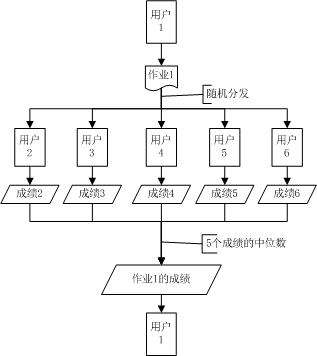 用户
1
作业1
随机分发
用户
2
用户
3
用户
4
用户
5
用户
6
成绩2
成绩3
成绩4
成绩5
成绩6
5个成绩的中位数
作业1的成绩
用户
1